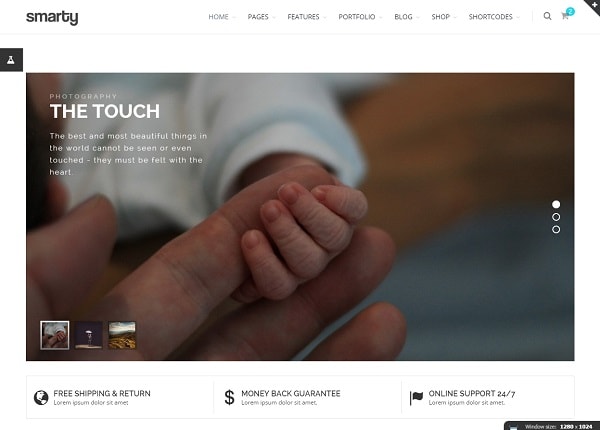 smarty
HOME PAGES FEATURES PORTFOLIO BLOG SHOP SHORTCODES
2
PHOTOGRAPHY
THE TOUCH
The best and most beautiful things in
the world cannot be seen or even
touched - they must be felt with the
heart.
FREE SHIPPING & RETURN
Lorem ipsum dolor sit amet
MONEY BACK GUARANTEE
Lorem ipsum dolor sit amet.
ONLINE SUPPORT 24/7
Lorem ipsum dolor sit amet.
Window size: 1280 x 1024